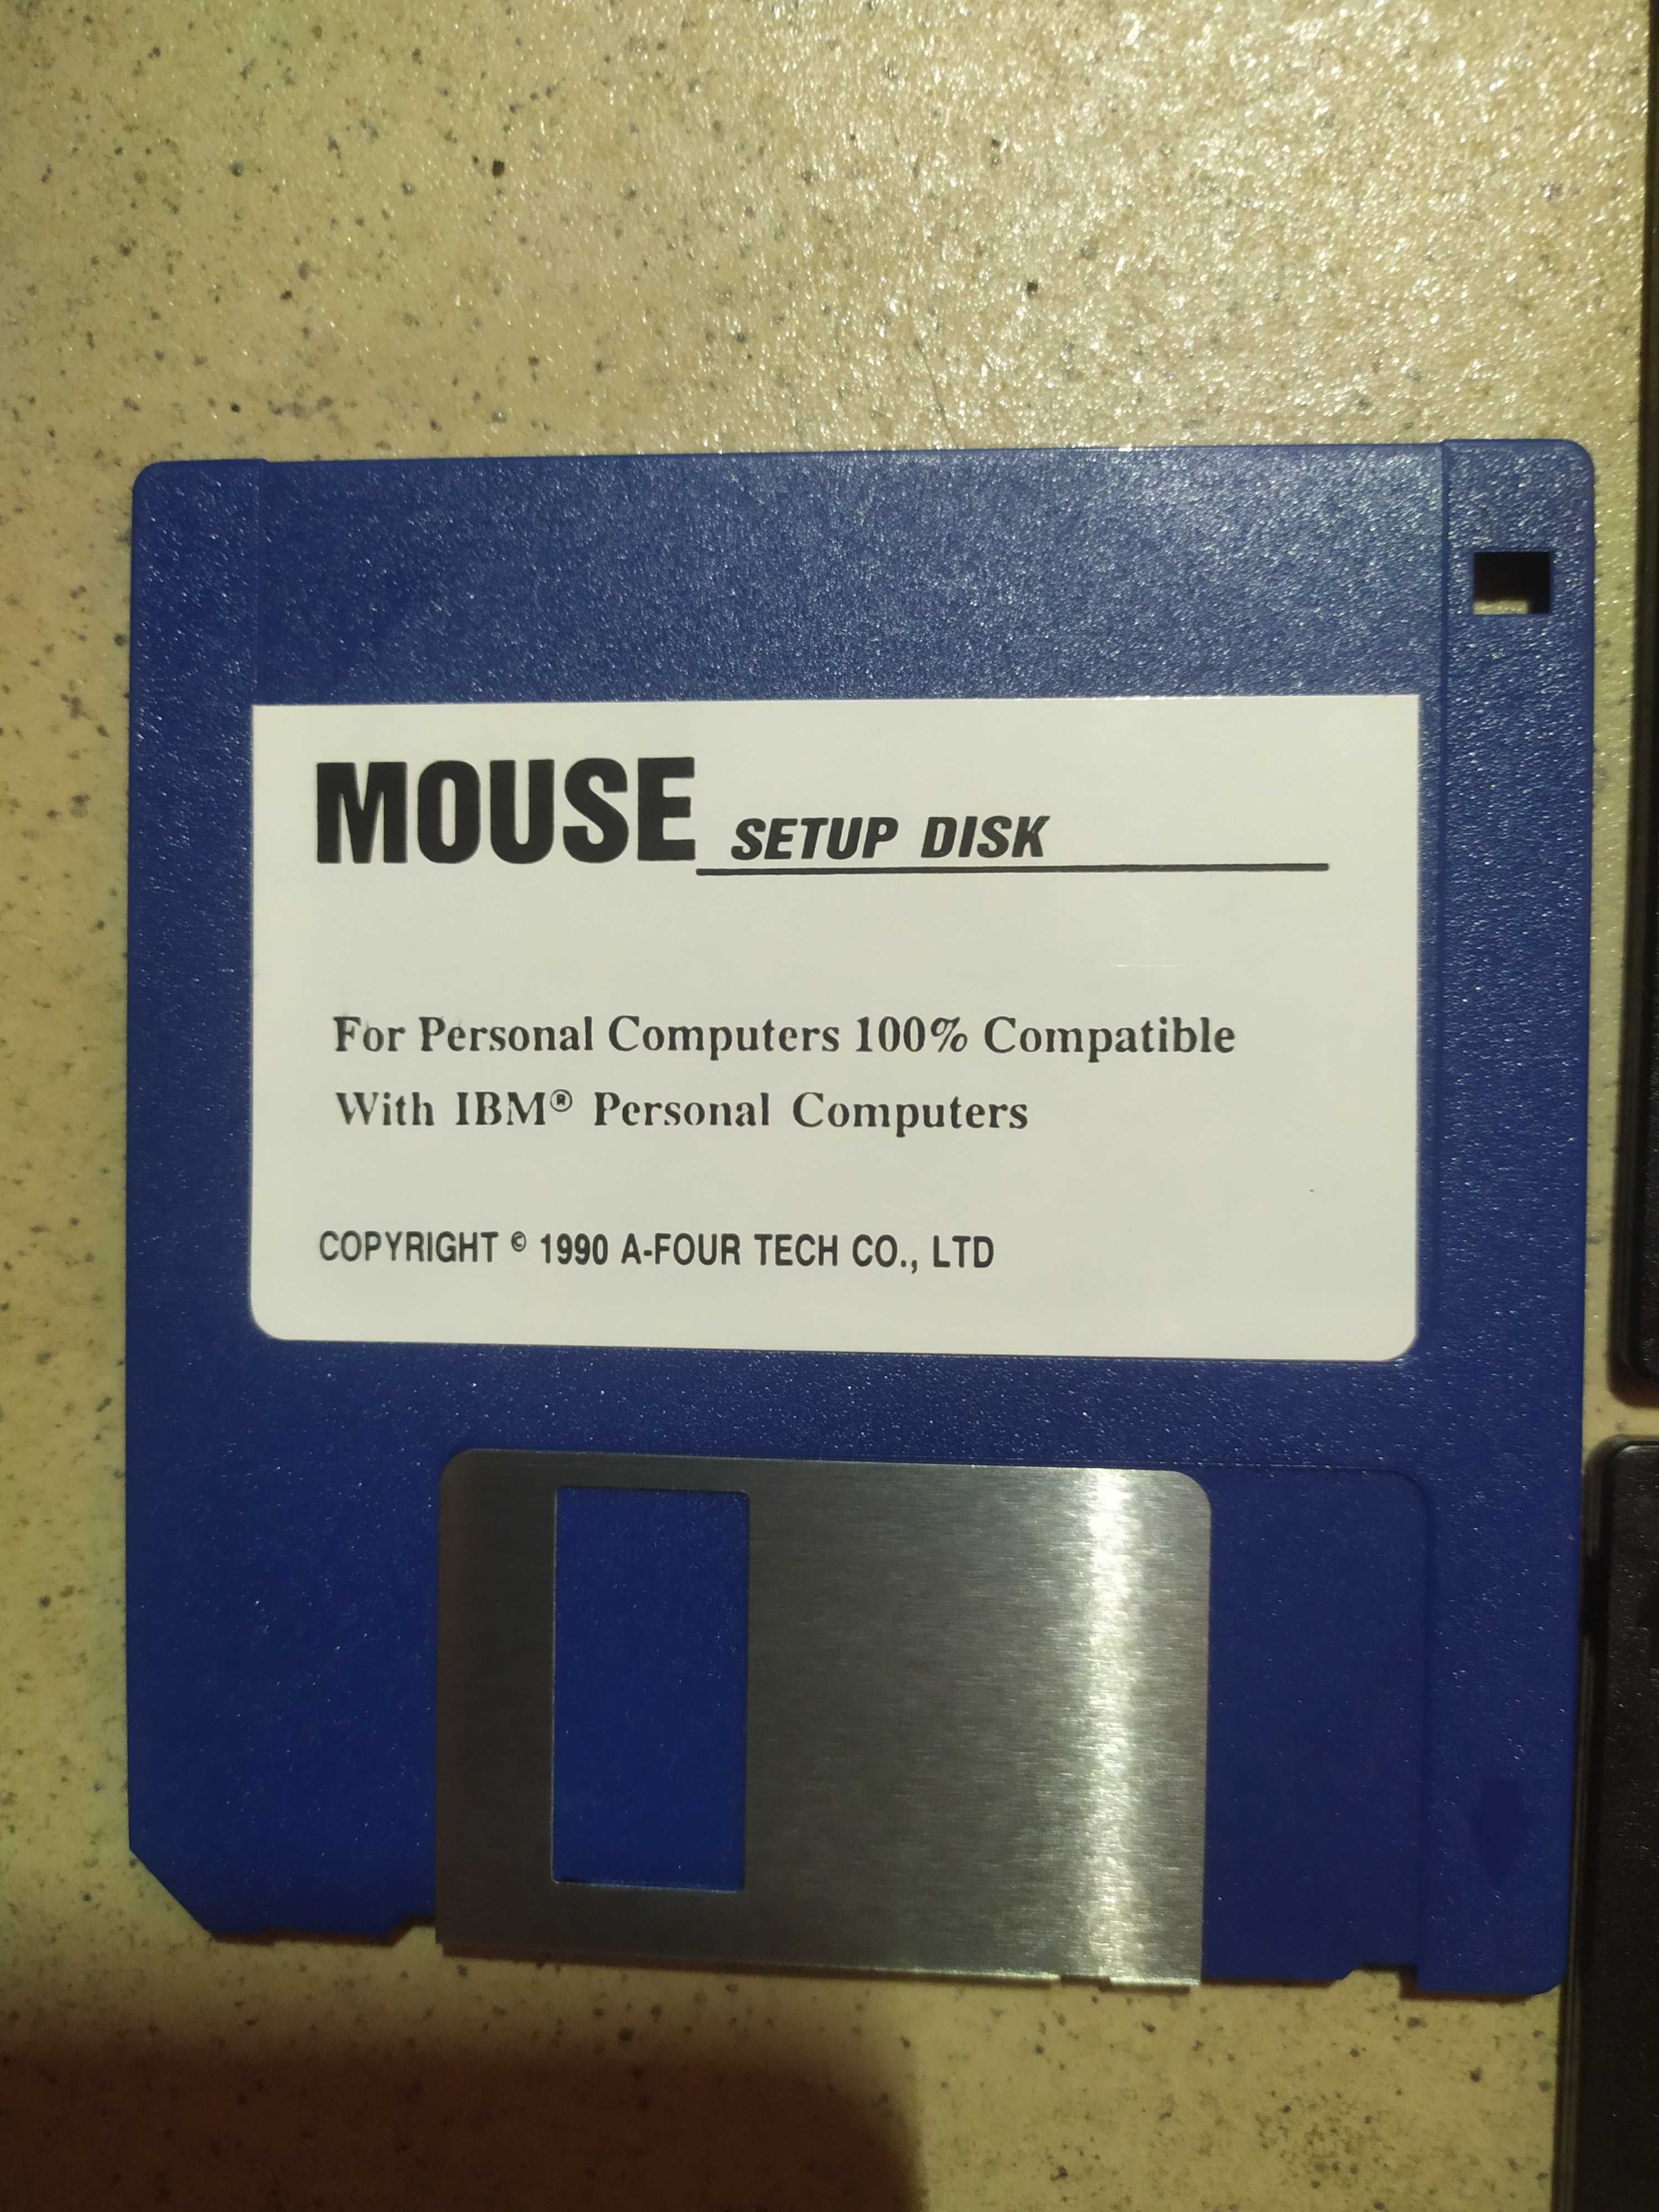 MOUSE SETUP DISK
For Personal Computers 100% Compatible
With IBM® Personal Computers
COPYRIGHT © 1990 A-FOUR TECH CO., LTD